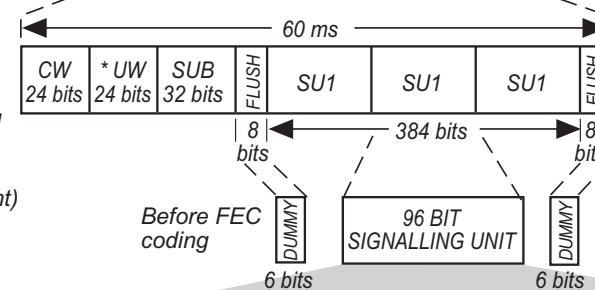 60 ms
CW * UW SUB FLUSH SU1 SU1 SU1 FLUSH
24 bits 24 bits 32 bits
8 384 bits 8
bits
Before FEC DUMMY 96 BIT DUMMY
coding SIGNALLING UNIT
6 bits 6 bits